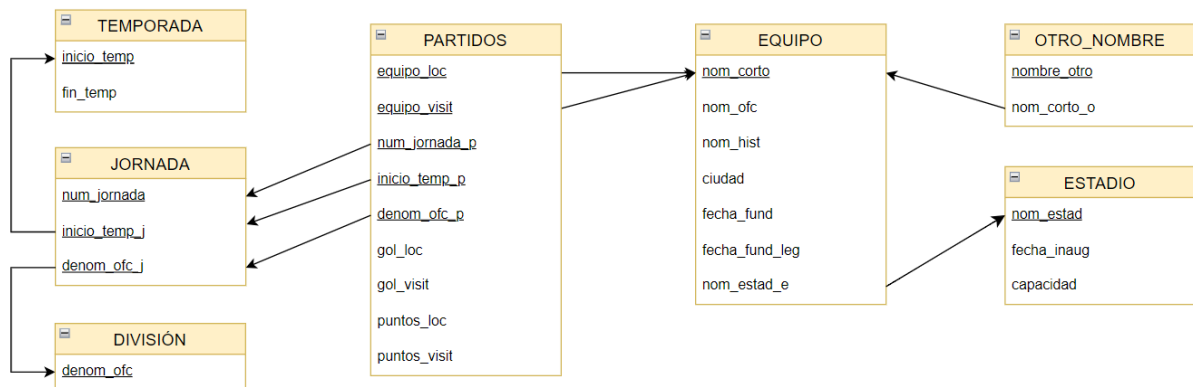 TEMPORADA
inicio_temp
fin_temp
JORNADA
num_jornada
inicio_temp_j
denom_ofc_j
DIVISIÓN
denom_ofc
PARTIDOS
equipo_loc
equipo_visit
num_jornada_p
inicio_temp_p
denom_ofc_p
gol_loc
gol_visit
puntos_loc
puntos_visit
EQUIPO
nom_corto
nom_ofc
nom_hist
ciudad
fecha_fund
fecha_fund_leg
nom_estad_e
OTRO_NOMBRE
nombre_otro
nom_corto_o
ESTADIO
nom_estad
fecha_inaug
capacidad